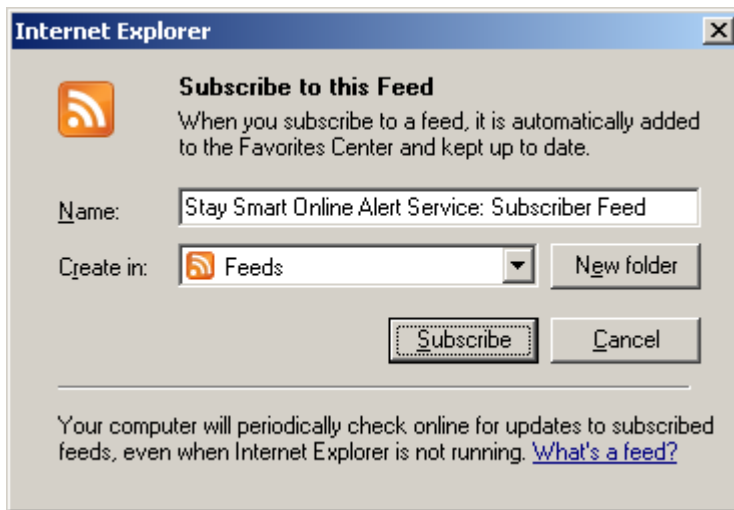 Internet Explorer
Subscribe to this Feed
When you subscribe to a feed, it is automatically added
to the Favorites Center and kept up to date.
Name: Stay Smart Online Alert Service: Subscriber Feed
Create in: Feeds New folder
Subscribe Cancel
Your computer will periodically check online for updates to subscribed
feeds, even when Internet Explorer is not running. What's a feed?